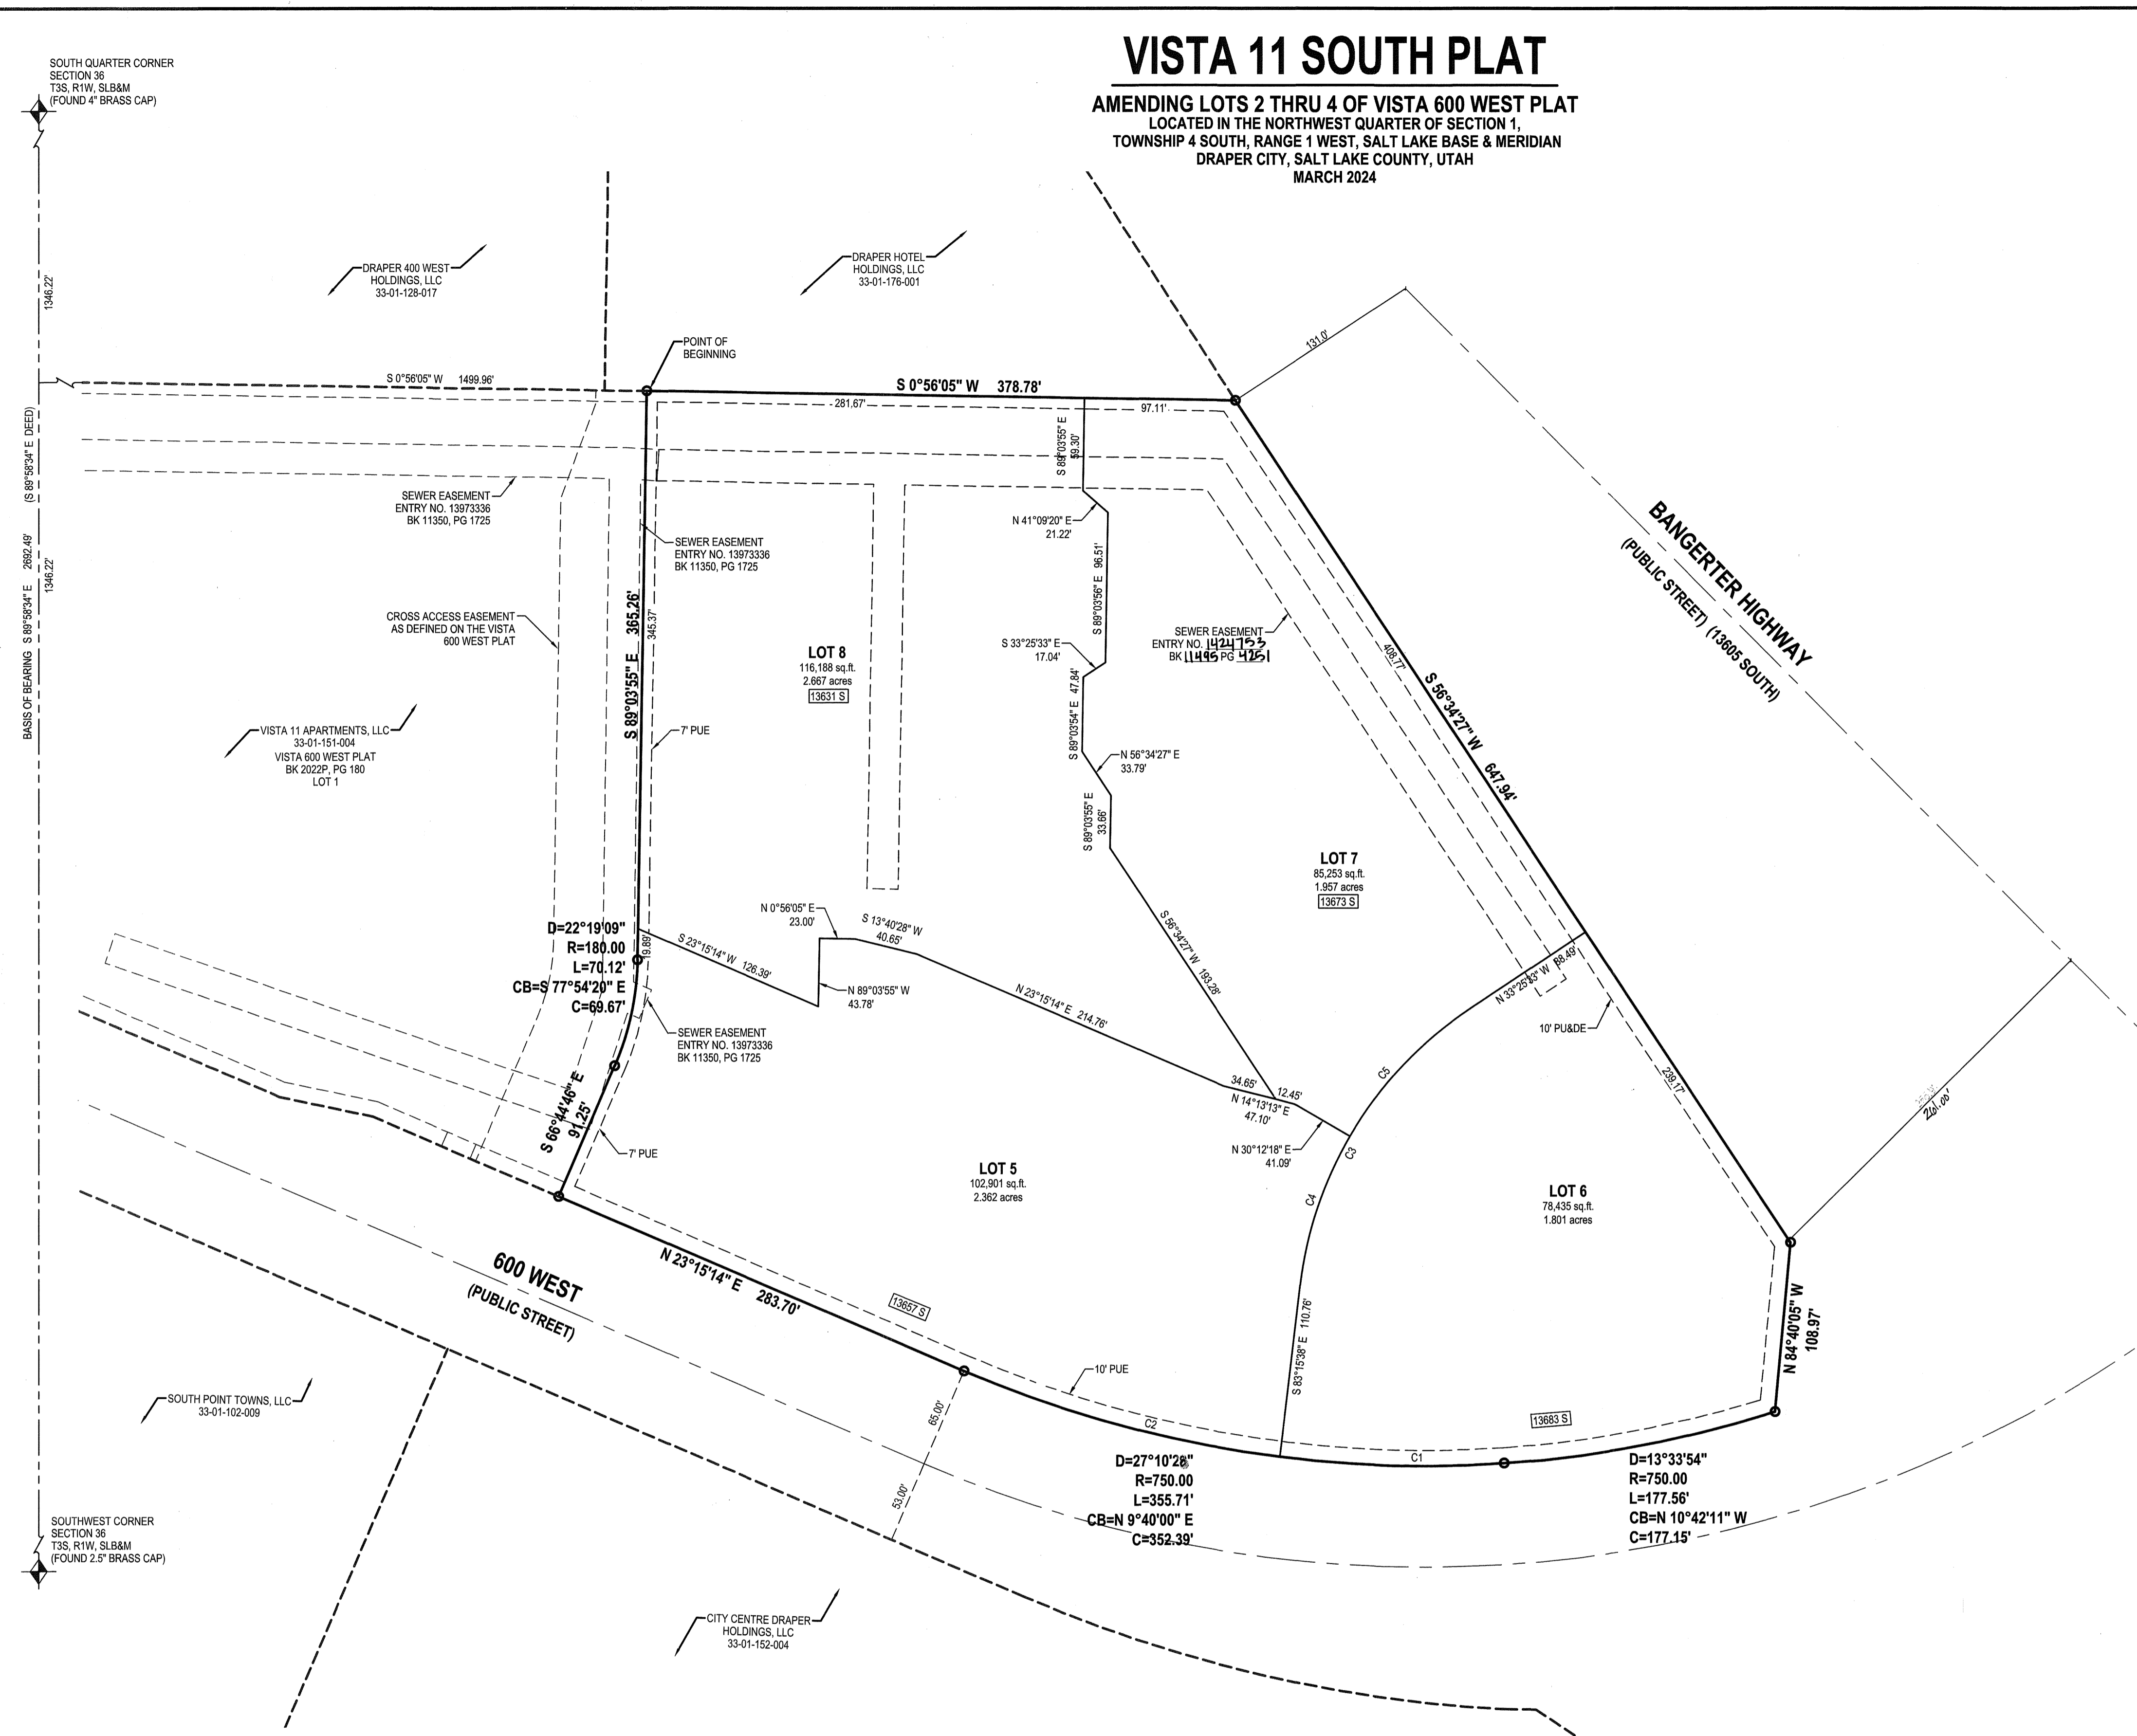 VISTA 11 SOUTH PLAT
AMENDING LOTS 2 THRU 4 OF VISTA 600 WEST PLAT
LOCATED IN THE NORTHWEST QUARTER OF SECTION 1,
TOWNSHIP 4 SOUTH, RANGE 1 WEST, SALT LAKE BASE & MERIDIAN
DRAPER CITY, SALT LAKE COUNTY, UTAH
MARCH 2024
SOUTH QUARTER CORNER
SECTION 36
T3S, R1W, SLB&M
(FOUND 4" BRASS CAP)
1346.22'
DRAPER 400 WEST
HOLDINGS, LLC
33-01-128-017
DRAPER HOTEL
HOLDINGS, LLC
33-01-176-001
131.0'
POINT OF
BEGINNING
S 0°56'05" W 1499.96'
S 0°56'05" W 378.78'
281.67'
97.11'
BASIS OF BEARING S 89°58'34" E 2692.49' (S 89°58'34" E DEED)
1346.22'
S 89°03'55" E
59.30'
SEWER EASEMENT
ENTRY NO. 13973336
BK 11350, PG 1725
SEWER EASEMENT
ENTRY NO. 13973336
BK 11350, PG 1725
N 41°09'20" E
21.22'
S 89°03'56" E 96.51'
BANGERTER HIGHWAY
(PUBLIC STREET) (13605 SOUTH)
CROSS ACCESS EASEMENT
AS DEFINED ON THE VISTA
600 WEST PLAT
S 89°03'55" E 365.26'
345.37'
LOT 8
116,188 sq.ft.
2.667 acres
13631 S
S 33°25'33" E
17.04'
SEWER EASEMENT
ENTRY NO. 1424753
BK 11495 PG 4251
408.77'
S 56°34'27" W 647.94'
S 89°03'54" E 47.84'
VISTA 11 APARTMENTS, LLC
33-01-151-004
VISTA 600 WEST PLAT
BK 2022P, PG 180
LOT 1
7' PUE
N 56°34'27" E
33.79'
S 89°03'55" E
33.66'
LOT 7
85,253 sq.ft.
1.957 acres
13673 S
N 0°56'05" E
23.00'
S 13°40'28" W
40.65'
D=22°19'09"
R=180.00
L=70.12'
CB=S 77°54'20" E
C=69.67'
19.89'
S 23°15'14" W 126.39'
N 89°03'55" W
43.78'
S 56°34'27" W 193.28'
N 33°25'33" W 88.49'
N 23°15'14" E 214.76'
10' PU&DE
SEWER EASEMENT
ENTRY NO. 13973336
BK 11350, PG 1725
C5
239.17'
261.00'
34.65'
12.45'
N 14°13'13" E
47.10'
S 66°44'46" E
91.25'
7' PUE
N 30°12'18" E
41.09'
C3
C4
LOT 5
102,901 sq.ft.
2.362 acres
LOT 6
78,435 sq.ft.
1.801 acres
600 WEST
(PUBLIC STREET)
N 23°15'14" E 283.70'
13657 S
S 83°15'38" E 110.76'
N 84°40'05" W
108.97'
10' PUE
SOUTH POINT TOWNS, LLC
33-01-102-009
65.00'
53.00'
C2
C1
13683 S
D=27°10'28"
R=750.00
L=355.71'
CB=N 9°40'00" E
C=352.39'
D=13°33'54"
R=750.00
L=177.56'
CB=N 10°42'11" W
C=177.15'
SOUTHWEST CORNER
SECTION 36
T3S, R1W, SLB&M
(FOUND 2.5" BRASS CAP)
CITY CENTRE DRAPER
HOLDINGS, LLC
33-01-152-004